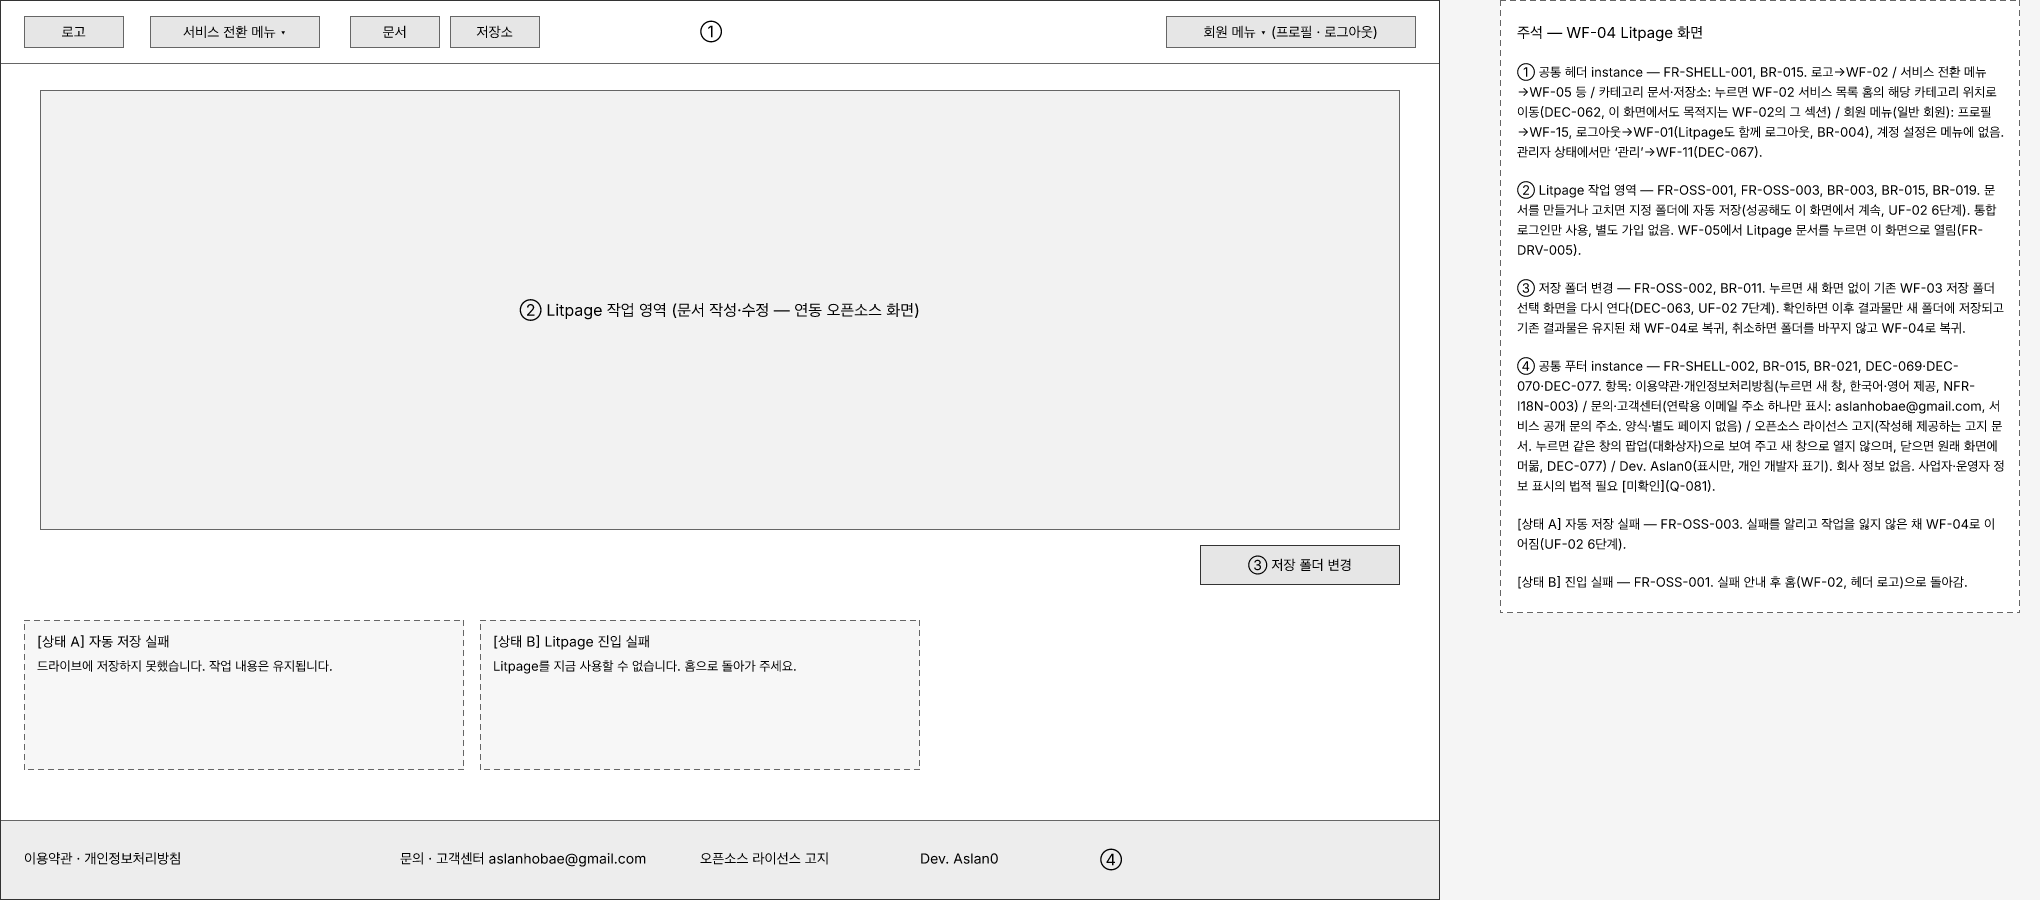 로고
서비스 전환 메뉴 ▾
문서
저장소
①
회원 메뉴 ▾ (프로필 · 로그아웃)
② Litpage 작업 영역 (문서 작성·수정 — 연동 오픈소스 화면)
③ 저장 폴더 변경
[상태 A] 자동 저장 실패
드라이브에 저장하지 못했습니다. 작업 내용은 유지됩니다.
[상태 B] Litpage 진입 실패
Litpage를 지금 사용할 수 없습니다. 홈으로 돌아가 주세요.
이용약관 · 개인정보처리방침
문의 · 고객센터 aslanhobae@gmail.com
오픈소스 라이선스 고지
Dev. Aslan0
④
주석 — WF-04 Litpage 화면
① 공통 헤더 instance — FR-SHELL-001, BR-015. 로고→WF-02 / 서비스 전환 메뉴
→WF-05 등 / 카테고리 문서·저장소: 누르면 WF-02 서비스 목록 홈의 해당 카테고리 위치로
이동(DEC-062, 이 화면에서도 목적지는 WF-02의 그 섹션) / 회원 메뉴(일반 회원): 프로필
→WF-15, 로그아웃→WF-01(Litpage도 함께 로그아웃, BR-004), 계정 설정은 메뉴에 없음.
관리자 상태에서만 ‘관리’→WF-11(DEC-067).
② Litpage 작업 영역 — FR-OSS-001, FR-OSS-003, BR-003, BR-015, BR-019. 문
서를 만들거나 고치면 지정 폴더에 자동 저장(성공해도 이 화면에서 계속, UF-02 6단계). 통합
로그인만 사용, 별도 가입 없음. WF-05에서 Litpage 문서를 누르면 이 화면으로 열림(FR-
DRV-005).
③ 저장 폴더 변경 — FR-OSS-002, BR-011. 누르면 새 화면 없이 기존 WF-03 저장 폴더
선택 화면을 다시 연다(DEC-063, UF-02 7단계). 확인하면 이후 결과물만 새 폴더에 저장되고
기존 결과물은 유지된 채 WF-04로 복귀, 취소하면 폴더를 바꾸지 않고 WF-04로 복귀.
④ 공통 푸터 instance — FR-SHELL-002, BR-015, BR-021, DEC-069·DEC-
070·DEC-077. 항목: 이용약관·개인정보처리방침(누르면 새 창, 한국어·영어 제공, NFR-
I18N-003) / 문의·고객센터(연락용 이메일 주소 하나만 표시: aslanhobae@gmail.com, 서
비스 공개 문의 주소. 양식·별도 페이지 없음) / 오픈소스 라이선스 고지(작성해 제공하는 고지 문
서. 누르면 같은 창의 팝업(대화상자)으로 보여 주고 새 창으로 열지 않으며, 닫으면 원래 화면에
머묾, DEC-077) / Dev. Aslan0(표시만, 개인 개발자 표기). 회사 정보 없음. 사업자·운영자 정
보 표시의 법적 필요 [미확인](Q-081).
[상태 A] 자동 저장 실패 — FR-OSS-003. 실패를 알리고 작업을 잃지 않은 채 WF-04로 이
어짐(UF-02 6단계).
[상태 B] 진입 실패 — FR-OSS-001. 실패 안내 후 홈(WF-02, 헤더 로고)으로 돌아감.